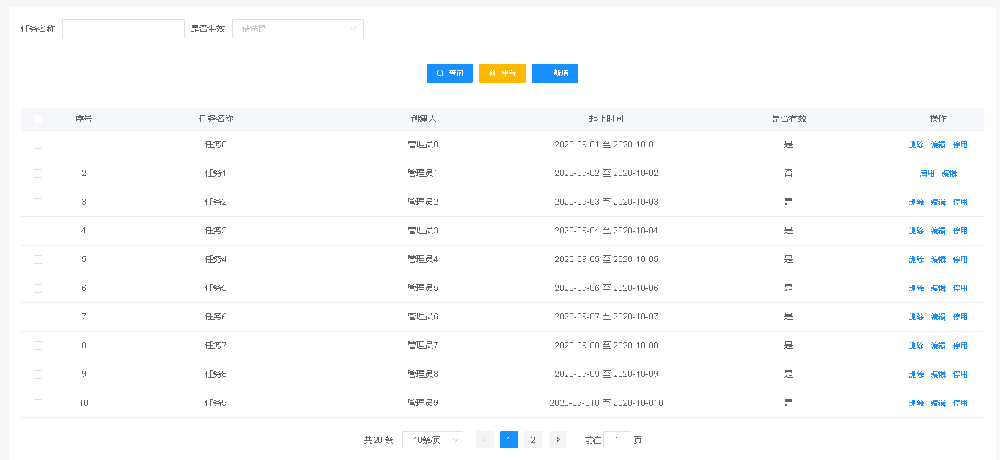 任务名称 是否生效 请选择
查询 重置 新增
序号 任务名称 创建人 起止时间 是否有效 操作
1 任务0 管理员0 2020-09-01 至 2020-10-01 是 删除 编辑 停用
2 任务1 管理员1 2020-09-02 至 2020-10-02 否 启用 编辑
3 任务2 管理员2 2020-09-03 至 2020-10-03 是 删除 编辑 停用
4 任务3 管理员3 2020-09-04 至 2020-10-04 是 删除 编辑 停用
5 任务4 管理员4 2020-09-05 至 2020-10-05 是 删除 编辑 停用
6 任务5 管理员5 2020-09-06 至 2020-10-06 是 删除 编辑 停用
7 任务6 管理员6 2020-09-07 至 2020-10-07 是 删除 编辑 停用
8 任务7 管理员7 2020-09-08 至 2020-10-08 是 删除 编辑 停用
9 任务8 管理员8 2020-09-09 至 2020-10-09 是 删除 编辑 停用
10 任务9 管理员9 2020-09-010 至 2020-10-010 是 删除 编辑 停用
共 20 条 10条/页 1 2 前往 1 页